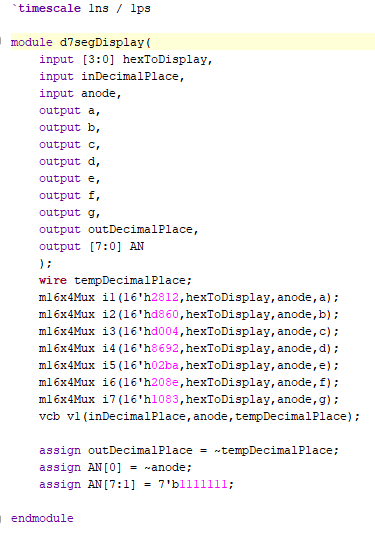 `timescale 1ns / 1ps
module d7segDisplay(
input [3:0] hexToDisplay,
input inDecimalPlace,
input anode,
output a,
output b,
output c,
output d,
output e,
output f,
output g,
output outDecimalPlace,
output [7:0] AN
);
wire tempDecimalPlace;
m16x4Mux i1(16'h2812,hexToDisplay,anode,a);
m16x4Mux i2(16'hd860,hexToDisplay,anode,b);
m16x4Mux i3(16'hd004,hexToDisplay,anode,c);
m16x4Mux i4(16'h8692,hexToDisplay,anode,d);
m16x4Mux i5(16'h02ba,hexToDisplay,anode,e);
m16x4Mux i6(16'h208e,hexToDisplay,anode,f);
m16x4Mux i7(16'h1083,hexToDisplay,anode,g);
vcb v1(inDecimalPlace,anode,tempDecimalPlace);
assign outDecimalPlace = ~tempDecimalPlace;
assign AN[0] = ~anode;
assign AN[7:1] = 7'b1111111;
endmodule